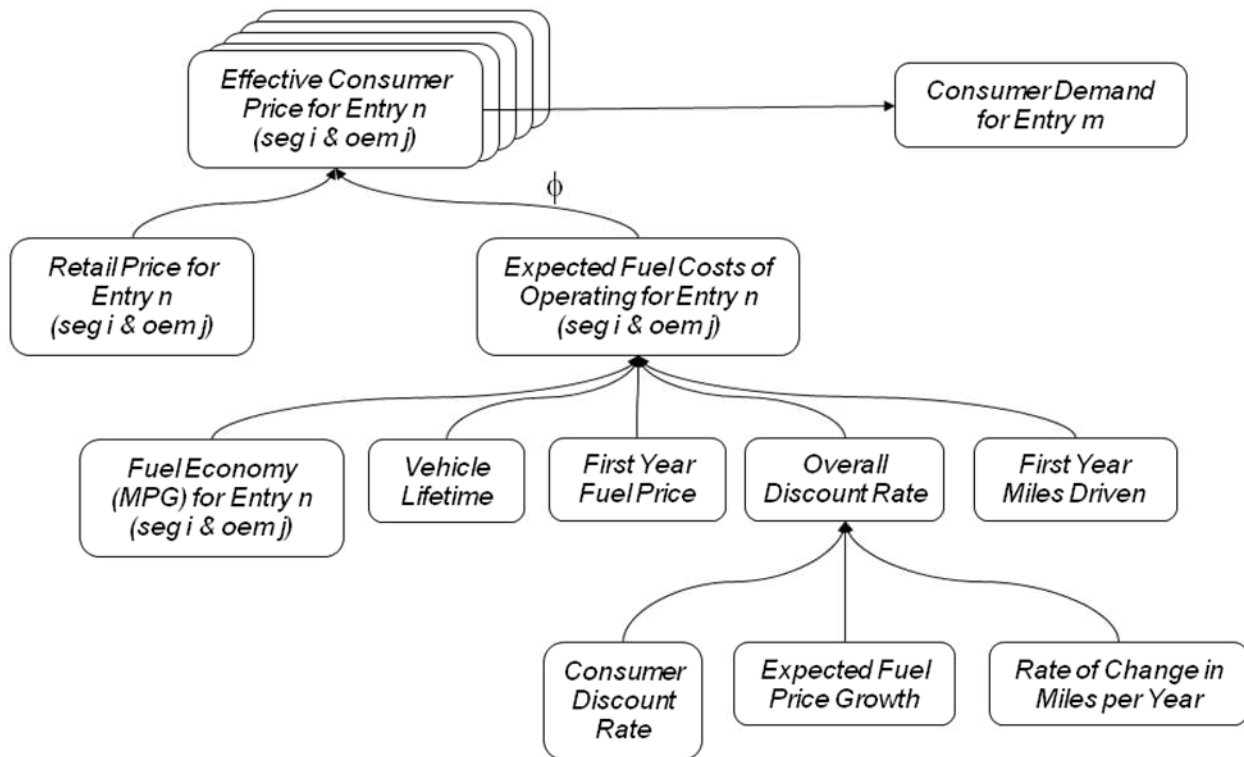 Effective Consumer
Price for Entry n
(seg i & oem j)
Consumer Demand
for Entry m
ϕ
Retail Price for
Entry n
(seg i & oem j)
Expected Fuel Costs of
Operating for Entry n
(seg i & oem j)
Fuel Economy
(MPG) for Entry n
(seg i & oem j)
Vehicle
Lifetime
First Year
Fuel Price
Overall
Discount Rate
First Year
Miles Driven
Consumer
Discount
Rate
Expected Fuel
Price Growth
Rate of Change in
Miles per Year